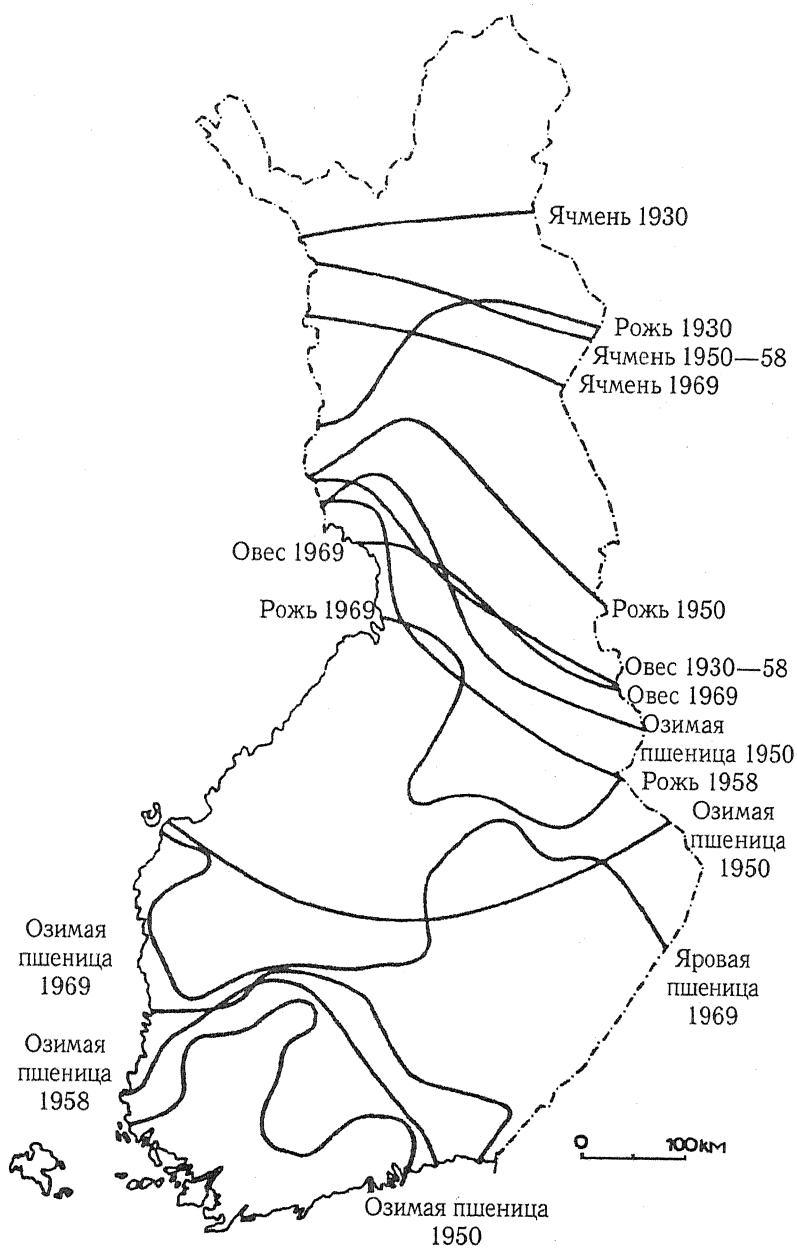 Ячмень 1930
Рожь 1930
Ячмень 1950—58
Ячмень 1969
Овес 1969
Рожь 1969
Рожь 1950
Овес 1930—58
Овес 1969
Озимая
пшеница 1950
Рожь 1958
Озимая
пшеница
1950
Озимая
пшеница
1969
Яровая
пшеница
1969
Озимая
пшеница
1958
0 100км
Озимая пшеница
1950